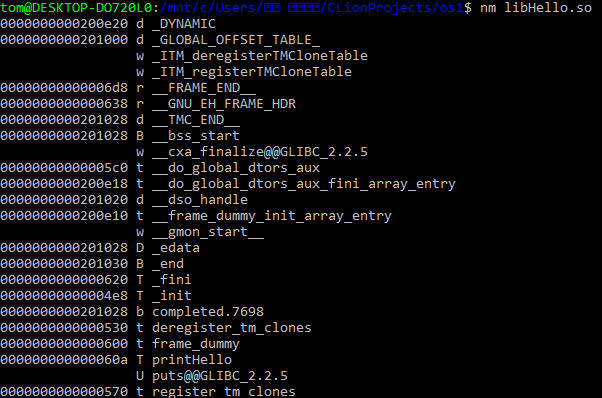 tom@DESKTOP-DO720L0:/mnt/c/Users/ /CLionProjects/os1$ nm libHello.so
0000000000200e20 d _DYNAMIC
0000000000201000 d _GLOBAL_OFFSET_TABLE_
w _ITM_deregisterTMCloneTable
w _ITM_registerTMCloneTable
00000000000006d8 r __FRAME_END__
0000000000000638 r __GNU_EH_FRAME_HDR
0000000000201028 d __TMC_END__
0000000000201028 B __bss_start
w __cxa_finalize@@GLIBC_2.2.5
00000000000005c0 t __do_global_dtors_aux
0000000000200e18 t __do_global_dtors_aux_fini_array_entry
0000000000201020 d __dso_handle
0000000000200e10 t __frame_dummy_init_array_entry
w __gmon_start__
0000000000201028 D _edata
0000000000201030 B _end
0000000000000620 T _fini
00000000000004e8 T _init
0000000000201028 b completed.7698
0000000000000530 t deregister_tm_clones
0000000000000600 t frame_dummy
000000000000060a T printHello
U puts@@GLIBC_2.2.5
0000000000000570 t register_tm_clones